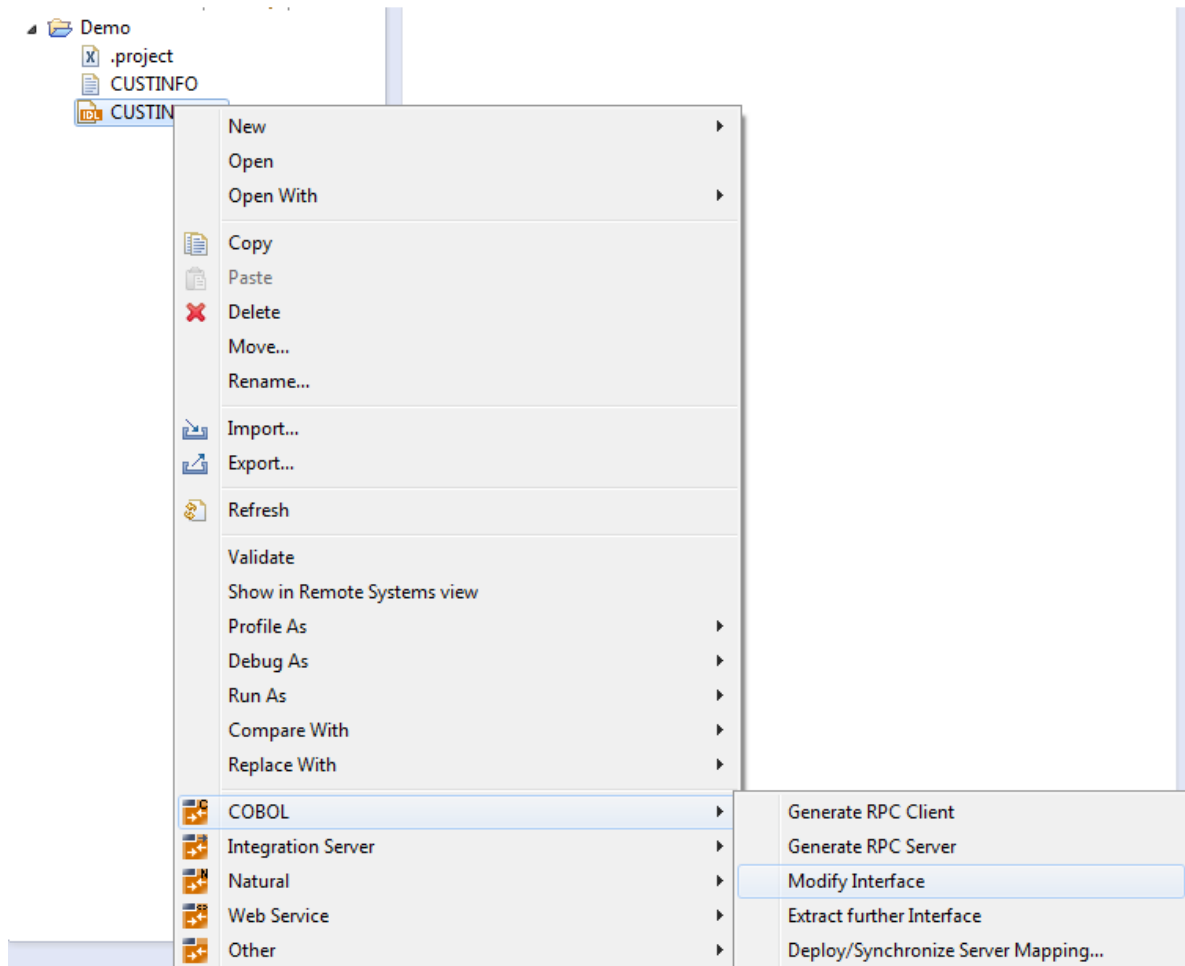 Demo
.project
CUSTINFO
CUSTIN
New
Open
Open With
Copy
Paste
Delete
Move...
Rename...
Import...
Export...
Refresh
Validate
Show in Remote Systems view
Profile As
Debug As
Run As
Compare With
Replace With
COBOL
Integration Server
Natural
Web Service
Other
Generate RPC Client
Generate RPC Server
Modify Interface
Extract further Interface
Deploy/Synchronize Server Mapping...